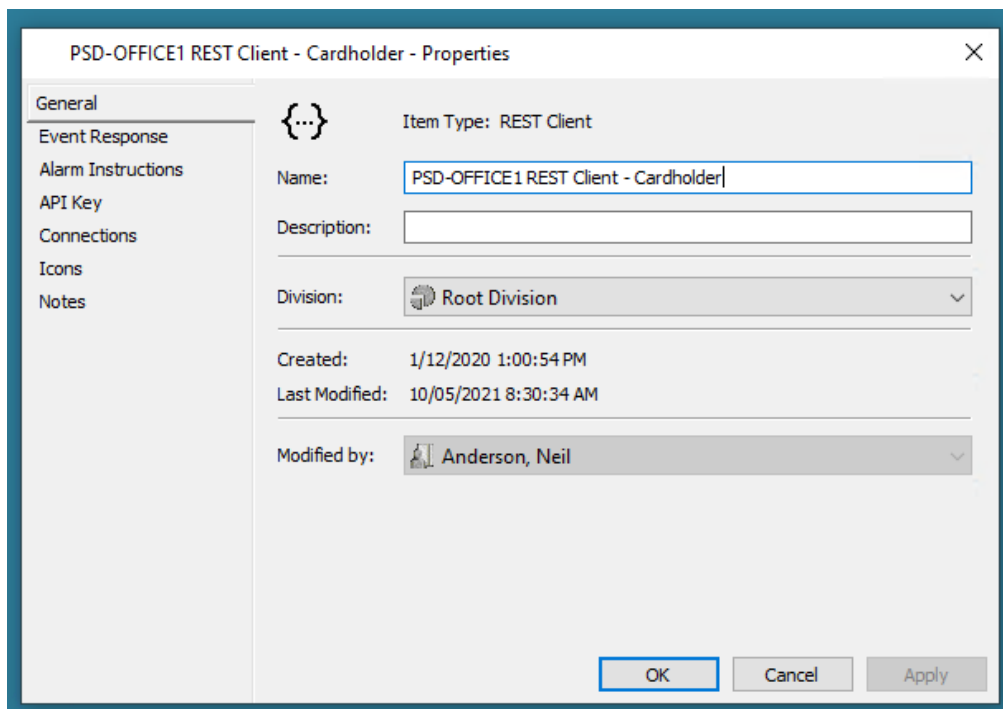 PSD-OFFICE1 REST Client - Cardholder - Properties
General
Event Response
Alarm Instructions
API Key
Connections
Icons
Notes
Item Type: REST Client
Name: PSD-OFFICE1 REST Client - Cardholder
Description:
Division: Root Division
Created: 1/12/2020 1:00:54 PM
Last Modified: 10/05/2021 8:30:34 AM
Modified by: Anderson, Neil
OK Cancel Apply